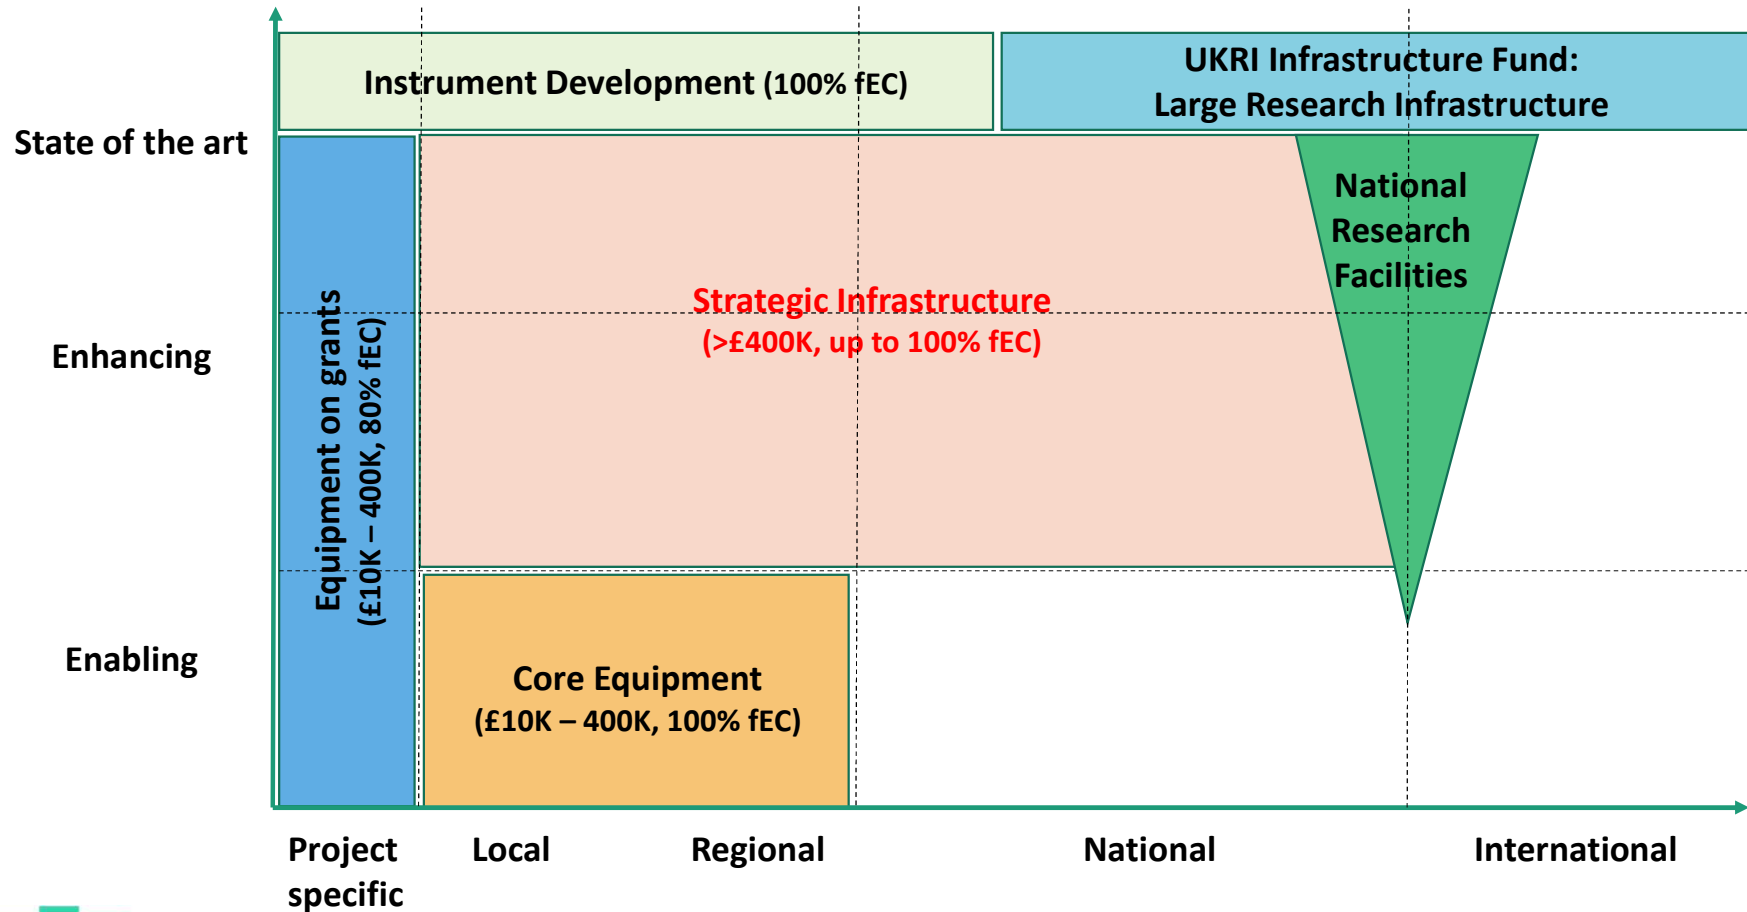 Instrument Development (100% fEC)
UKRI Infrastructure Fund:
Large Research Infrastructure
State of the art
National
Research
Facilities
Strategic Infrastructure
(>£400K, up to 100% fEC)
Enhancing
Equipment on grants
(£10K – 400K, 80% fEC)
Enabling
Core Equipment
(£10K – 400K, 100% fEC)
Project
specific
Local
Regional
National
International